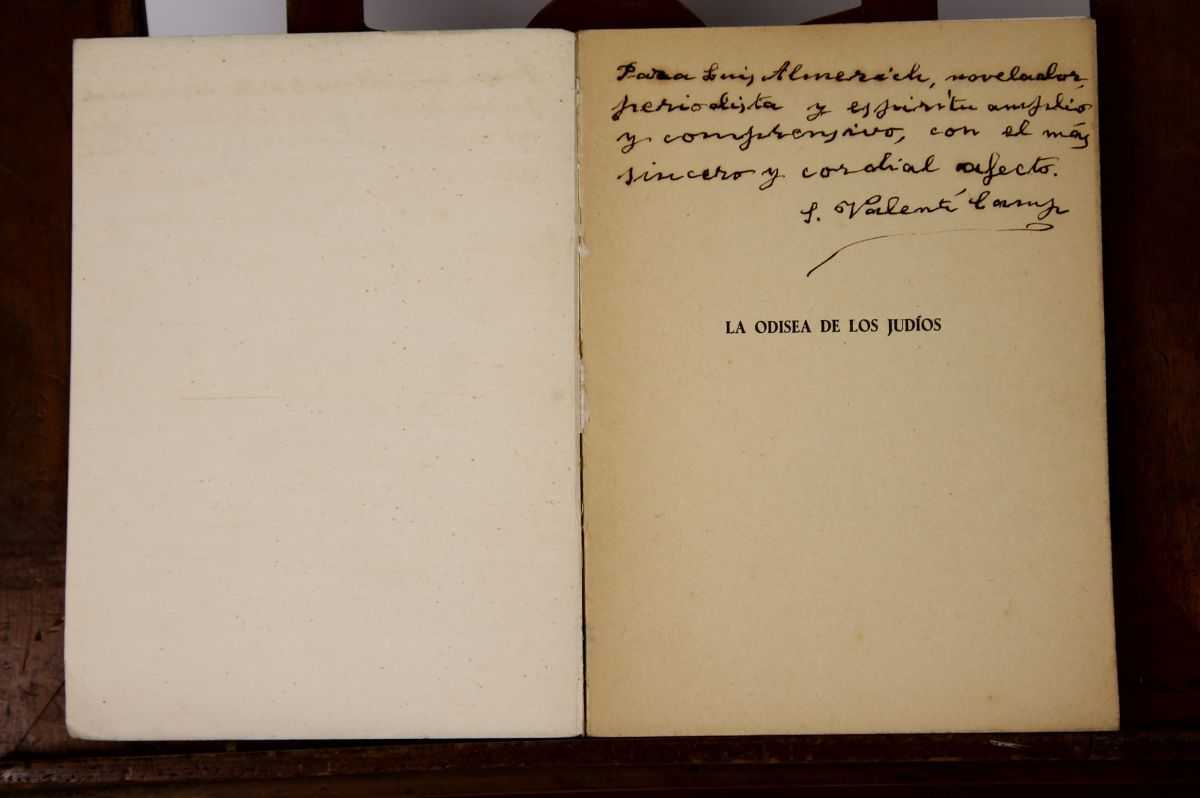 Para Luis Almerich, novelador,
periodista y espíritu amplio
y comprensivo, con el más
sincero y cordial afecto.
S. Valentí Camp
LA ODISEA DE LOS JUDÍOS